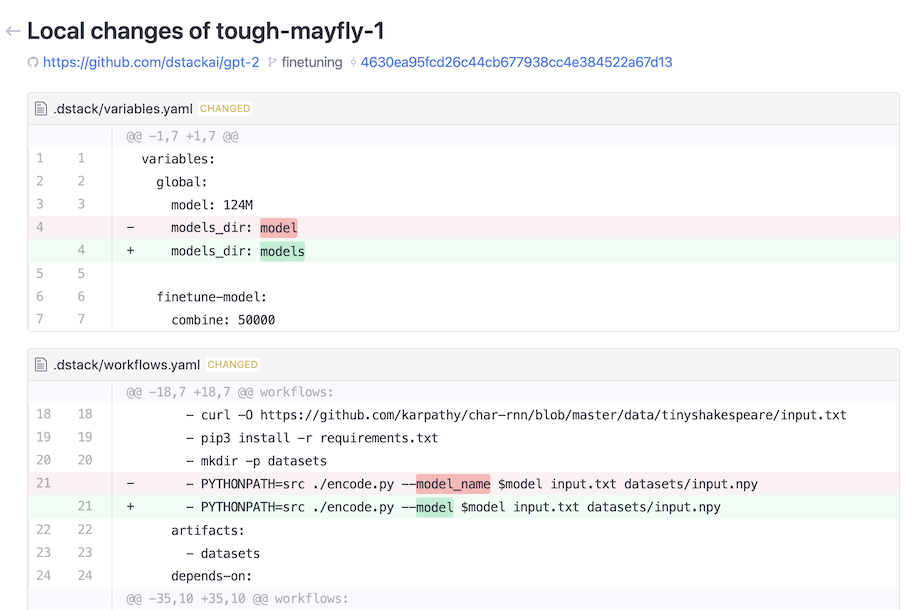 ← Local changes of tough-mayfly-1
https://github.com/dstackai/gpt-2 finetuning 4630ea95fcd26c44cb677938cc4e384522a67d13
.dstack/variables.yaml CHANGED
@@ -1,7 +1,7 @@
1 1 variables:
2 2 global:
3 3 model: 124M
4 - models_dir: model
4 + models_dir: models
5 5
6 6 finetune-model:
7 7 combine: 50000
.dstack/workflows.yaml CHANGED
@@ -18,7 +18,7 @@ workflows:
18 18 - curl -O https://github.com/karpathy/char-rnn/blob/master/data/tinyshakespeare/input.txt
19 19 - pip3 install -r requirements.txt
20 20 - mkdir -p datasets
21 - - PYTHONPATH=src ./encode.py --model_name $model input.txt datasets/input.npy
21 + - PYTHONPATH=src ./encode.py --model $model input.txt datasets/input.npy
22 22 artifacts:
23 23 - datasets
24 24 depends-on:
@@ -35,10 +35,10 @@ workflows: